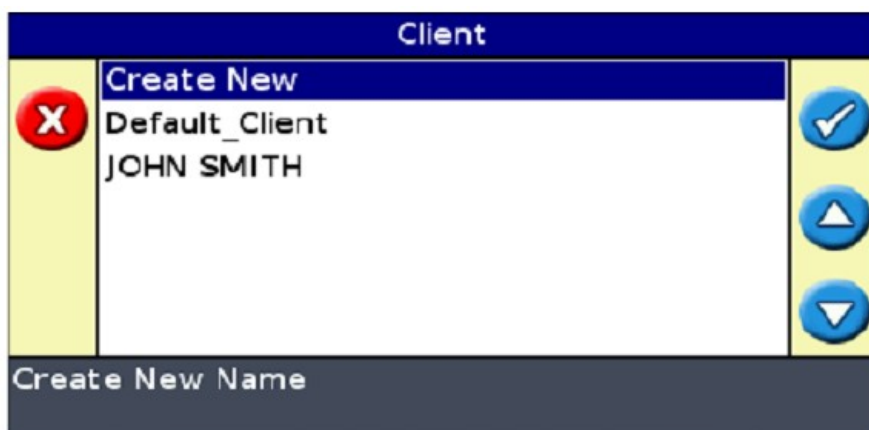 Client
Create New
Default_Client
JOHN SMITH
Create New Name